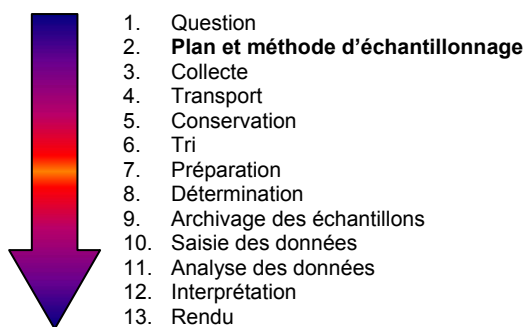 1. Question
2. Plan et méthode d'échantillonnage
3. Collecte
4. Transport
5. Conservation
6. Tri
7. Préparation
8. Détermination
9. Archivage des échantillons
10. Saisie des données
11. Analyse des données
12. Interprétation
13. Rendu